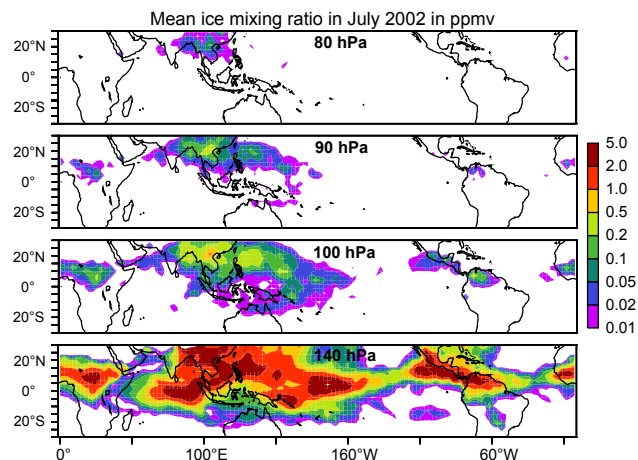 Mean ice mixing ratio in July 2002 in ppmv
20°N
0°
20°S
80 hPa
20°N
0°
20°S
90 hPa
20°N
0°
20°S
100 hPa
20°N
0°
20°S
140 hPa
0°
100°E
160°W
60°W
5.0
2.0
1.0
0.5
0.2
0.1
0.05
0.02
0.01